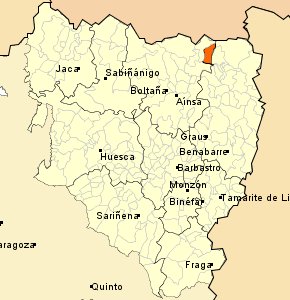 Jaca
Sabiñánigo
Boltaña
Aínsa
Graus
Benabarre
Huesca
Barbastro
Monzón
Tamarite de Li
Binéfar
Sariñena
aragoza
Fraga
Quinto